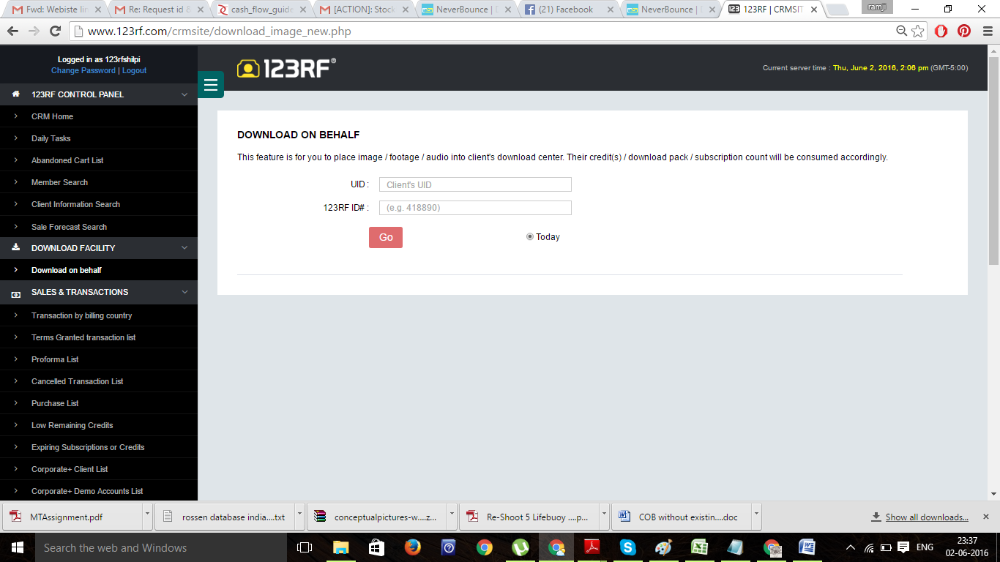 Fwd: Webiste lin
Re: Request id &
cash_flow_guide
[ACTION]: Stock
NeverBounce | D
(21) Facebook
NeverBounce | D
123RF | CRMSIT
ramji
www.123rf.com/crmsite/download_image_new.php
Logged in as 123rfshilpi
Change Password | Logout
123RF®
Current server time : Thu, June 2, 2016, 2:06 pm (GMT-5:00)
123RF CONTROL PANEL
CRM Home
Daily Tasks
Abandoned Cart List
Member Search
Client Information Search
Sale Forecast Search
DOWNLOAD FACILITY
Download on behalf
SALES & TRANSACTIONS
Transaction by billing country
Terms Granted transaction list
Proforma List
Cancelled Transaction List
Purchase List
Low Remaining Credits
Expiring Subscriptions or Credits
Corporate+ Client List
Corporate+ Demo Accounts List
DOWNLOAD ON BEHALF
This feature is for you to place image / footage / audio into client's download center. Their credit(s) / download pack / subscription count will be consumed accordingly.
UID : Client's UID
123RF ID# : (e.g. 418890)
Go Today
MTAssignment.pdf
rossen database india....txt
conceptualpictures-w....z...
Re-Shoot 5 Lifebuoy ....p...
COB without existin....doc
Show all downloads...
Search the web and Windows
ENG
23:37
02-06-2016